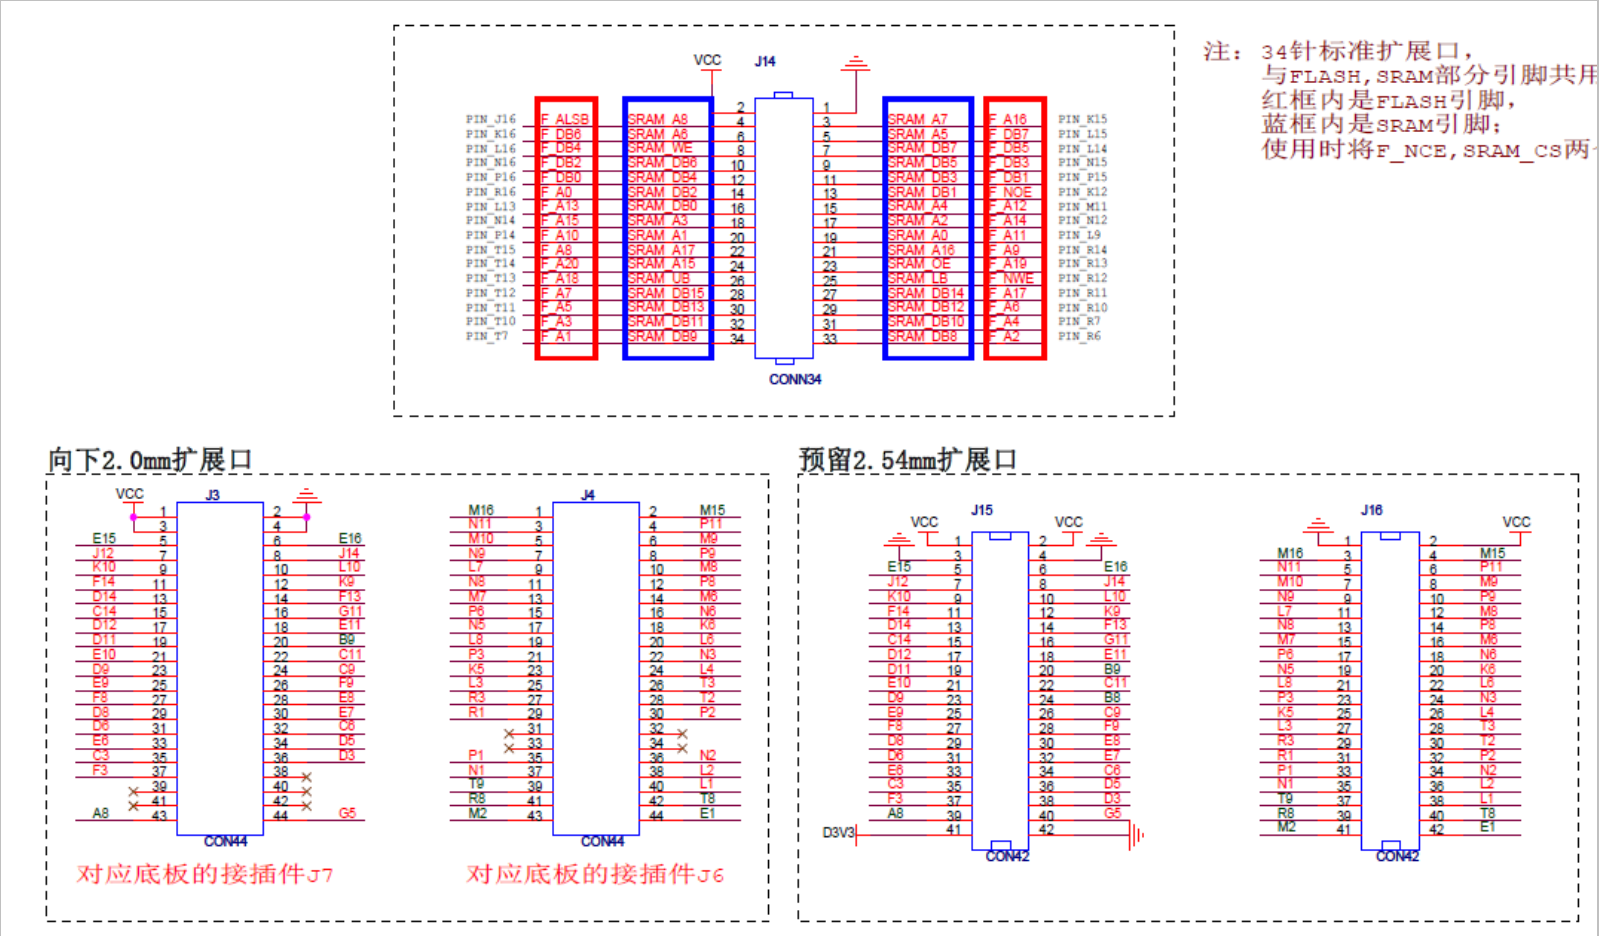 VCC J14
注: 34针标准扩展口,
与FLASH,SRAM部分引脚共用
红框内是FLASH引脚,
蓝框内是SRAM引脚;
使用时将F_NCE,SRAM_CS两
2 1
PIN_J16 F_ALSB SRAM_A8 4 3 SRAM_A7 F_A16 PIN_K15
PIN_K16 F_DB6 SRAM_A6 6 5 SRAM_A5 F_DB7 PIN_L15
PIN_L16 F_DB4 SRAM_WE 8 7 SRAM_DB7 F_DB5 PIN_L14
PIN_N16 F_DB2 SRAM_DB6 10 9 SRAM_DB5 F_DB3 PIN_N15
PIN_P16 F_DB0 SRAM_DB4 12 11 SRAM_DB3 F_DB1 PIN_P15
PIN_R16 F_A0 SRAM_DB2 14 13 SRAM_DB1 F_NOE PIN_K12
PIN_L13 F_A13 SRAM_DB0 16 15 SRAM_A4 F_A12 PIN_M11
PIN_N14 F_A15 SRAM_A3 18 17 SRAM_A2 F_A14 PIN_N12
PIN_P14 F_A10 SRAM_A1 20 19 SRAM_A0 F_A11 PIN_L9
PIN_T15 F_A8 SRAM_A17 22 21 SRAM_A16 F_A9 PIN_R14
PIN_T14 F_A20 SRAM_A15 24 23 SRAM_OE F_A19 PIN_R13
PIN_T13 F_A18 SRAM_UB 26 25 SRAM_LB F_NWE PIN_R12
PIN_T12 F_A7 SRAM_DB15 28 27 SRAM_DB14 F_A17 PIN_R11
PIN_T11 F_A5 SRAM_DB13 30 29 SRAM_DB12 F_A6 PIN_R10
PIN_T10 F_A3 SRAM_DB11 32 31 SRAM_DB10 F_A4 PIN_R7
PIN_T7 F_A1 SRAM_DB9 34 33 SRAM_DB8 F_A2 PIN_R6
CONN34
向下2.0mm扩展口
VCC J3
1 2
3 4
E15 5 6 E16
J12 7 8 J14
K10 9 10 L10
F14 11 12 K9
D14 13 14 F13
C14 15 16 G11
D12 17 18 E11
D11 19 20 B9
E10 21 22 C11
D9 23 24 C9
E9 25 26 F9
F8 27 28 E8
D8 29 30 E7
D6 31 32 C6
E6 33 34 D5
C3 35 36 D3
F3 37 38
39 40
41 42
A8 43 44 G5
CON44
对应底板的接插件J7
J4
M16 1 2 M15
N11 3 4 P11
M10 5 6 M9
N9 7 8 P9
L7 9 10 M8
N8 11 12 P8
M7 13 14 M6
P6 15 16 N6
N5 17 18 K6
L8 19 20 L6
P3 21 22 N3
K5 23 24 L4
L3 25 26 T3
R3 27 28 T2
R1 29 30 P2
31 32
33 34
P1 35 36 N2
N1 37 38 L2
T9 39 40 L1
R8 41 42 T8
M2 43 44 E1
CON44
对应底板的接插件J6
预留2.54mm扩展口
J15
VCC VCC
1 2
3 4
E15 5 6 E16
J12 7 8 J14
K10 9 10 L10
F14 11 12 K9
D14 13 14 F13
C14 15 16 G11
D12 17 18 E11
D11 19 20 B9
E10 21 22 C11
D9 23 24 B8
E9 25 26 C9
F8 27 28 F9
D8 29 30 E8
D6 31 32 E7
E6 33 34 C6
C3 35 36 D5
F3 37 38 D3
A8 39 40 G5
D3V3 41 42
CON42
J16
VCC
1 2
M16 3 4 M15
N11 5 6 P11
M10 7 8 M9
N9 9 10 P9
L7 11 12 M8
N8 13 14 P8
M7 15 16 M6
P6 17 18 N6
N5 19 20 K6
L8 21 22 L6
P3 23 24 N3
K5 25 26 L4
L3 27 28 T3
R3 29 30 T2
R1 31 32 P2
P1 33 34 N2
N1 35 36 L2
T9 37 38 L1
R8 39 40 T8
M2 41 42 E1
CON42